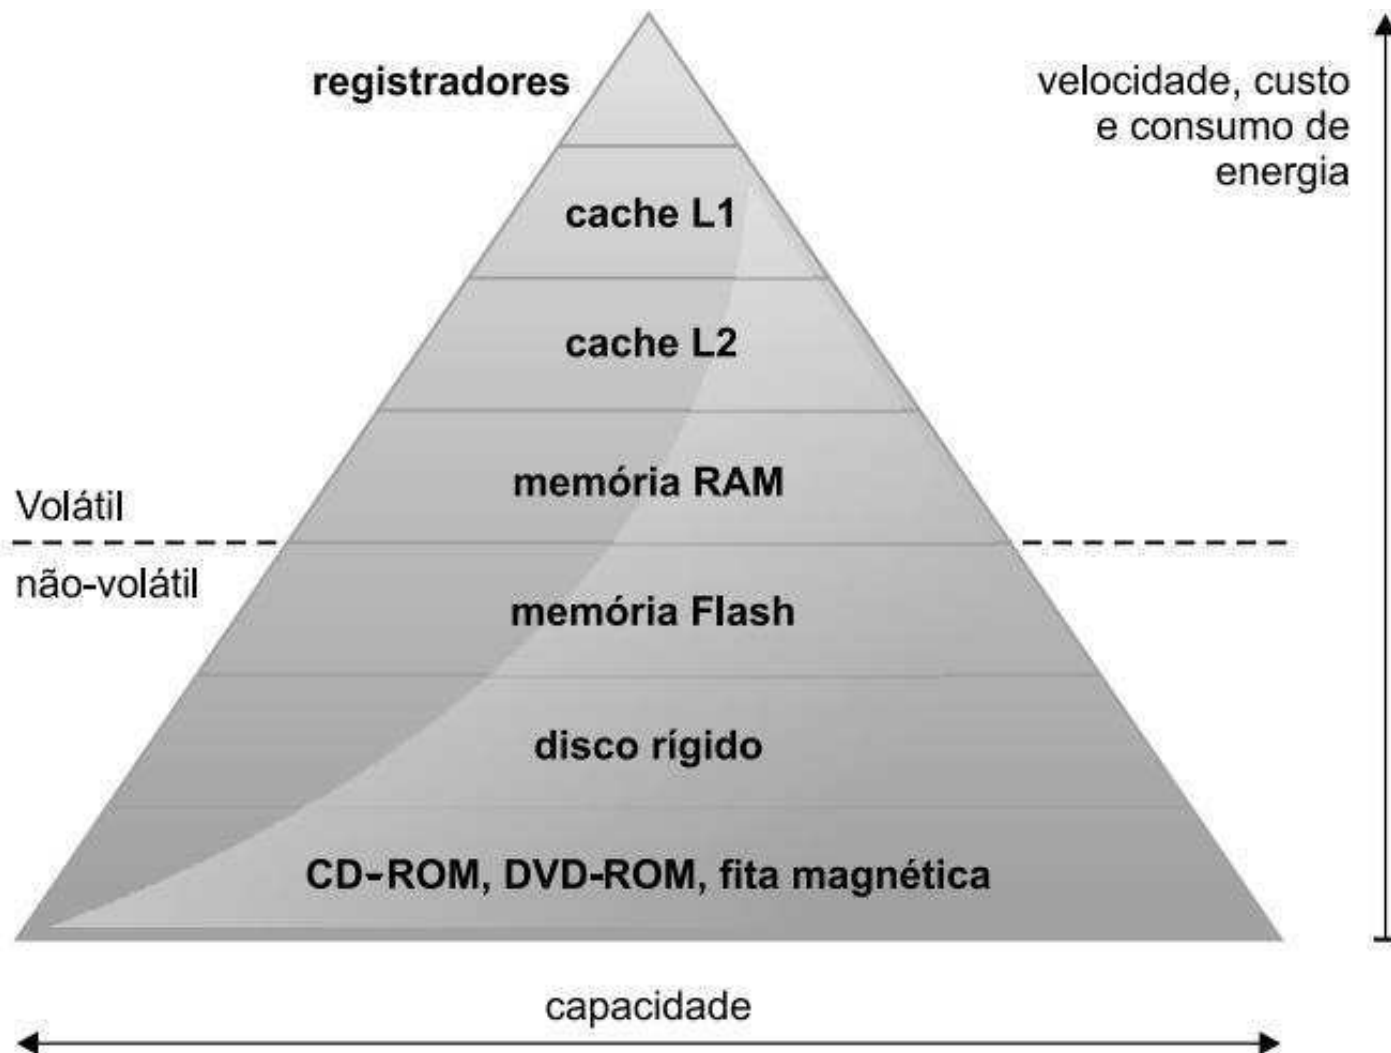 registradores
velocidade, custo
e consumo de
energia
cache L1
cache L2
memória RAM
Volátil
não-volátil
memória Flash
disco rígido
CD-ROM, DVD-ROM, fita magnética
capacidade